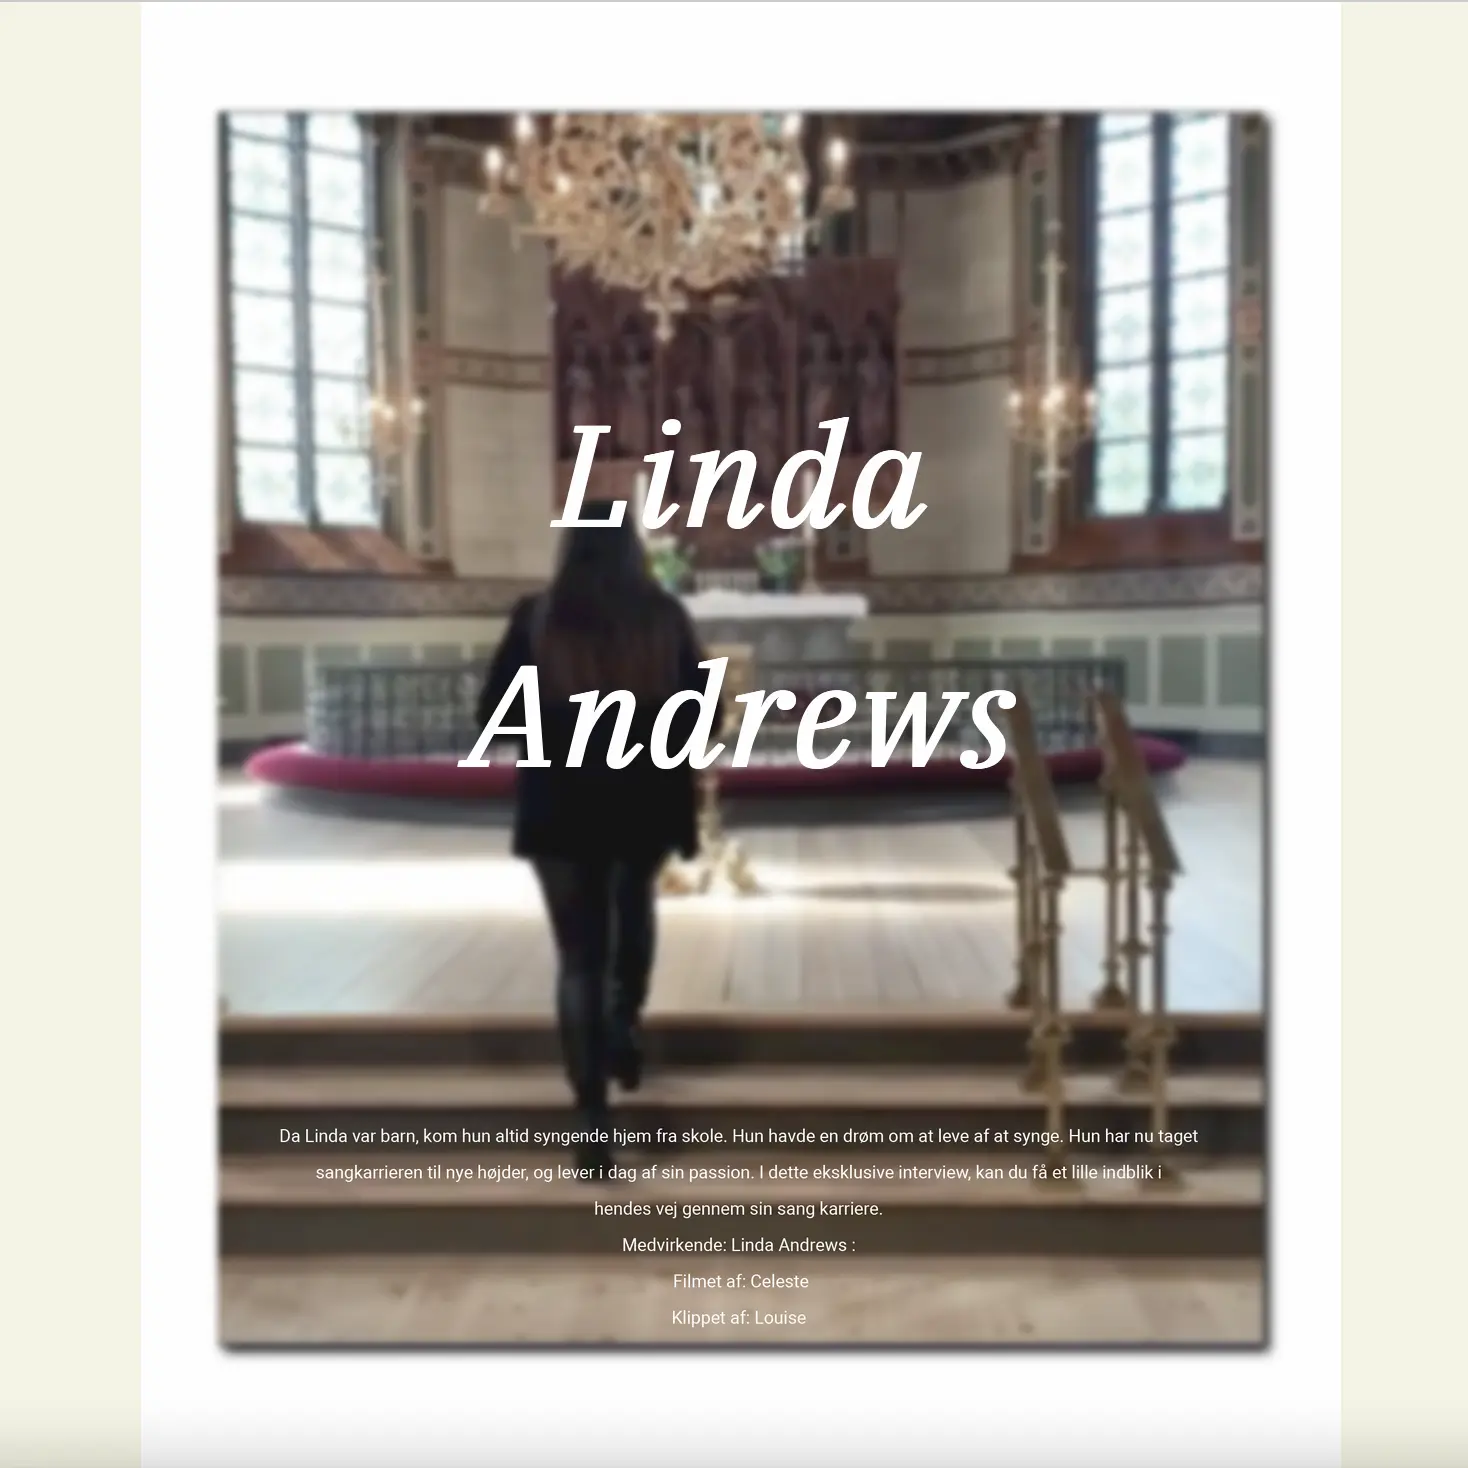 Linda
Andrews
Da Linda var barn, kom hun altid syngende hjem fra skole. Hun havde en drøm om at leve af at synge. Hun har nu taget
sangkarrieren til nye højder, og lever i dag af sin passion. I dette eksklusive interview, kan du få et lille indblik i
hendes vej gennem sin sang karriere.
Medvirkende: Linda Andrews :
Filmet af: Celeste
Klippet af: Louise